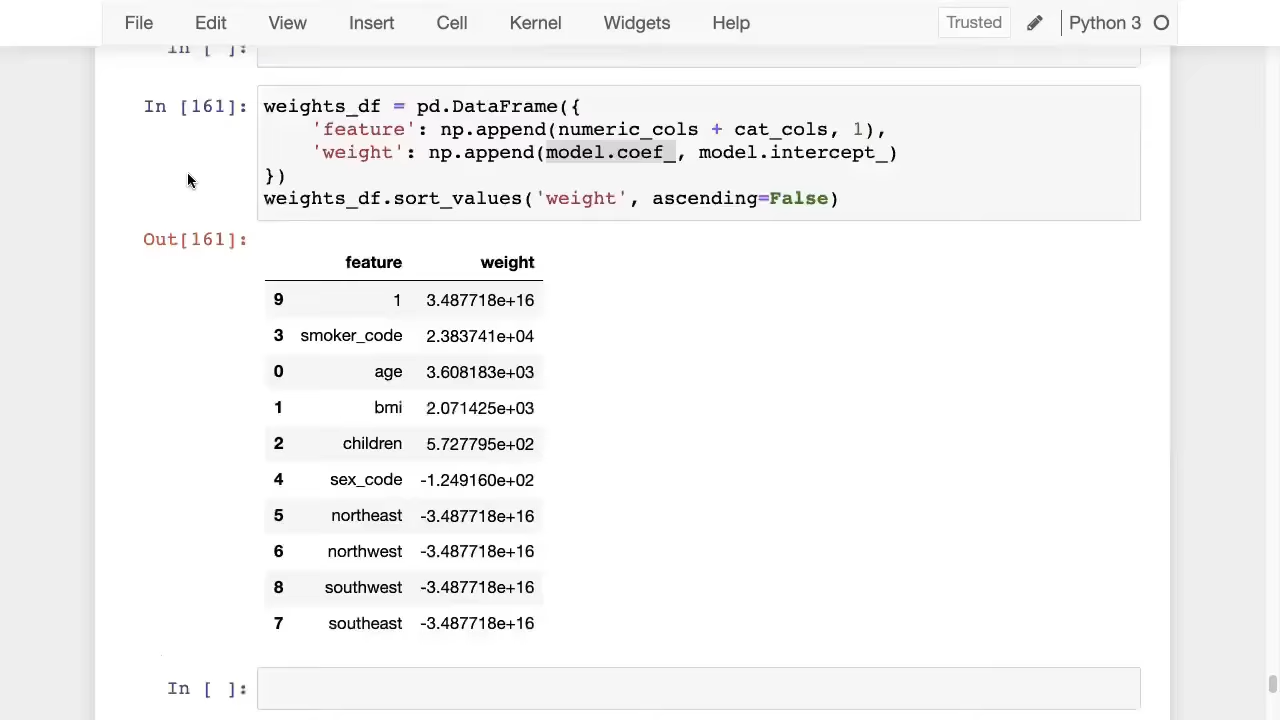 File Edit View Insert Cell Kernel Widgets Help Trusted Python 3
In [ ]:
In [161]: weights_df = pd.DataFrame({
'feature': np.append(numeric_cols + cat_cols, 1),
'weight': np.append(model.coef_, model.intercept_)
})
weights_df.sort_values('weight', ascending=False)
Out[161]:
feature weight
9 1 3.487718e+16
3 smoker_code 2.383741e+04
0 age 3.608183e+03
1 bmi 2.071425e+03
2 children 5.727795e+02
4 sex_code -1.249160e+02
5 northeast -3.487718e+16
6 northwest -3.487718e+16
8 southwest -3.487718e+16
7 southeast -3.487718e+16
In [ ]: